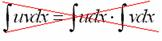 ∫uvdx = ∫udx · ∫vdx